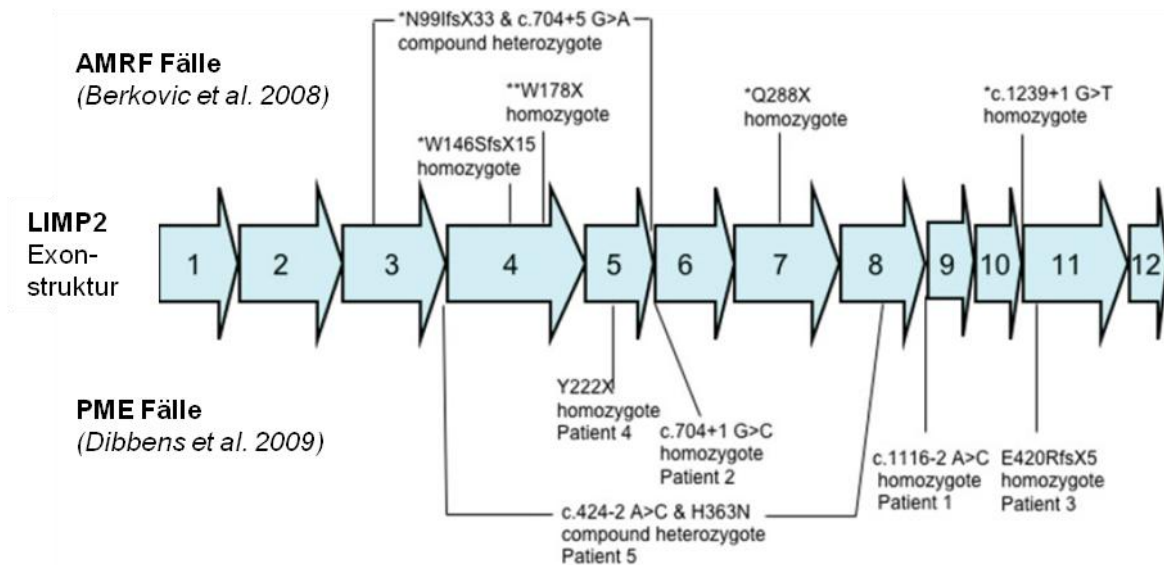 *N99IfsX33 & c.704+5 G>A
compound heterozygote
AMRF Fälle
(Berkovic et al. 2008)
**W178X
homozygote
*W146SfsX15
homozygote
*Q288X
homozygote
*c.1239+1 G>T
homozygote
LIMP2
Exon-
struktur
1 2 3 4 5 6 7 8 9 10 11 12
PME Fälle
(Dibbens et al. 2009)
Y222X
homozygote
Patient 4
c.704+1 G>C
homozygote
Patient 2
c.1116-2 A>C
homozygote
Patient 1
E420RfsX5
homozygote
Patient 3
c.424-2 A>C & H363N
compound heterozygote
Patient 5